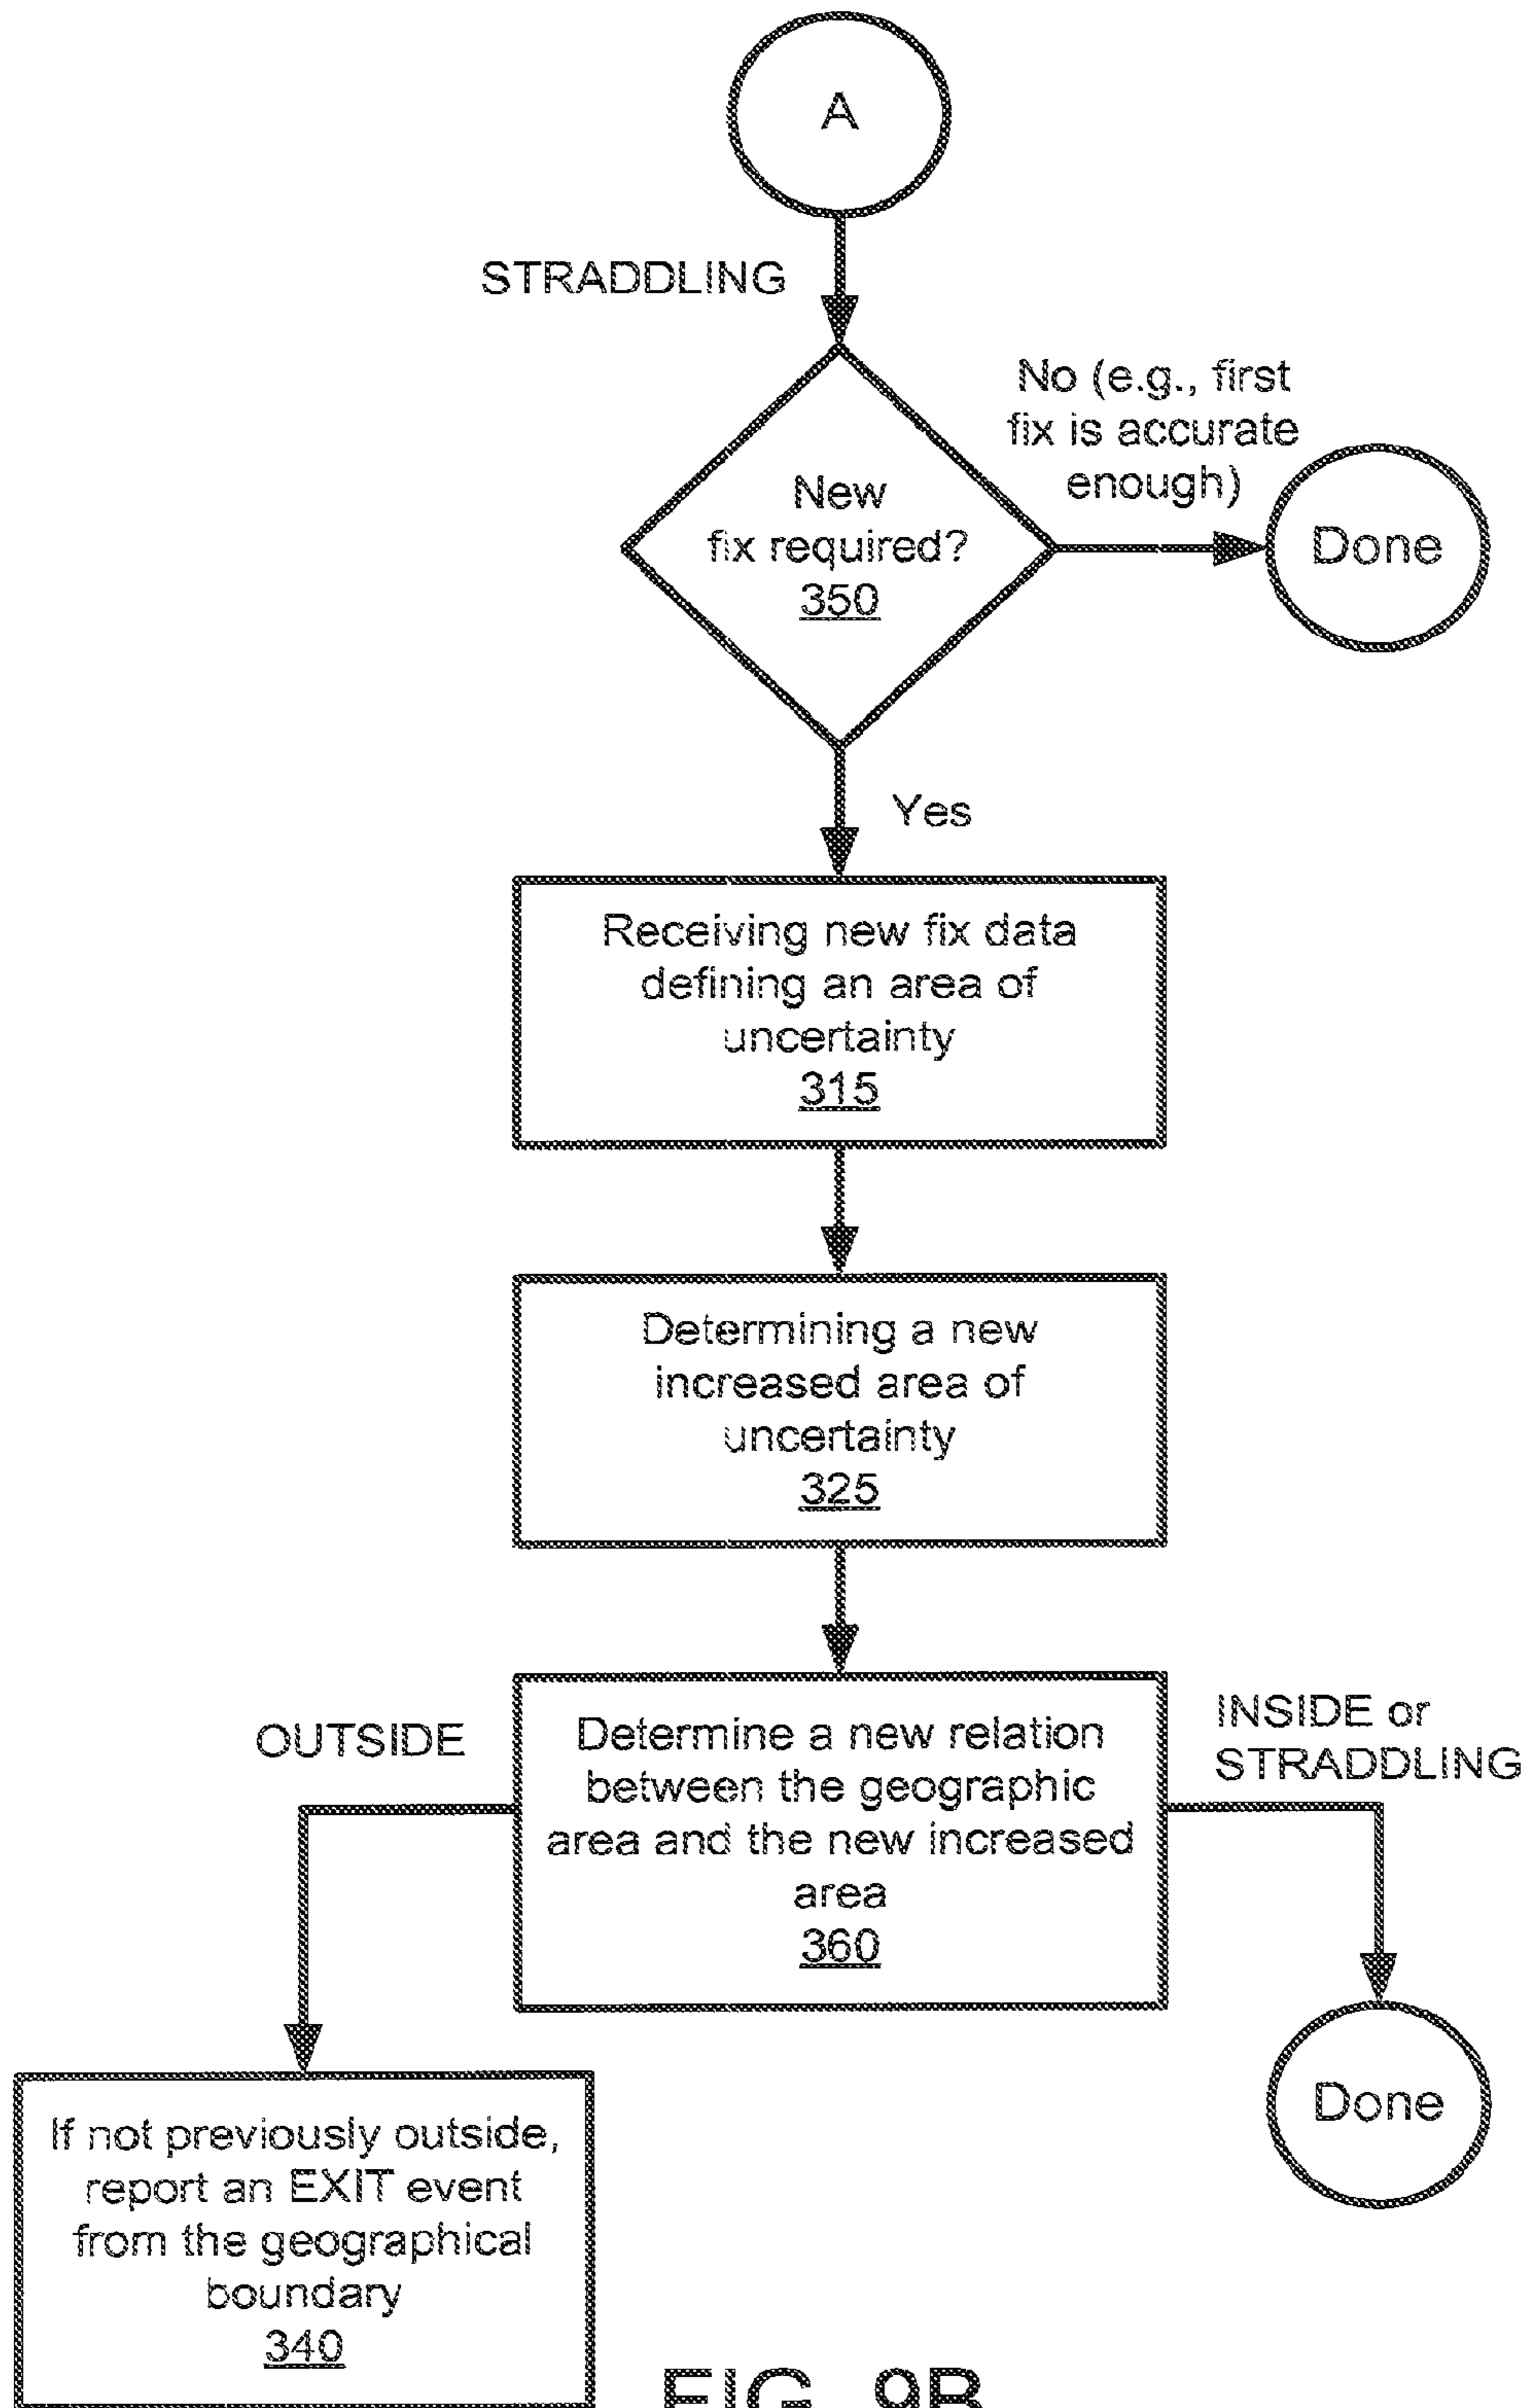 A
STRADDLING
No (e.g., first
fix is accurate
enough)
New
fix required?
350
Done
Yes
Receiving new fix data
defining an area of
uncertainty
315
Determining a new
increased area of
uncertainty
325
OUTSIDE
Determine a new relation
between the geographic
area and the new increased
area
360
INSIDE or
STRADDLING
Done
If not previously outside,
report an EXIT event
from the geographical
boundary
340
FIG. 9B